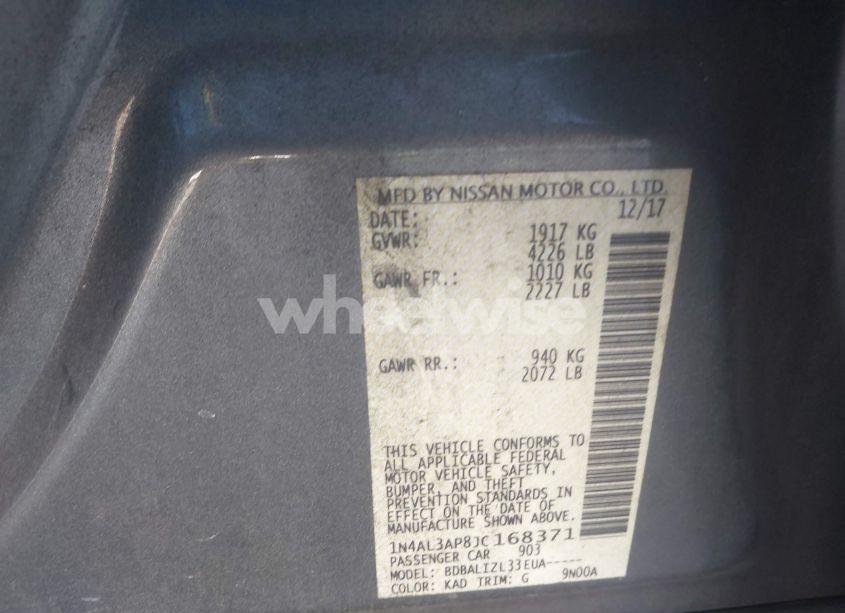 MFD BY NISSAN MOTOR CO., LTD.
DATE: 12/17
GVWR: 1917 KG
4226 LB
GAWR FR.: 1010 KG
2227 LB
wheelwise
GAWR RR.: 940 KG
2072 LB
THIS VEHICLE CONFORMS TO
ALL APPLICABLE FEDERAL
MOTOR VEHICLE SAFETY,
BUMPER, AND THEFT
PREVENTION STANDARDS IN
EFFECT ON THE DATE OF
MANUFACTURE SHOWN ABOVE.
1N4AL3AP8JC168371
PASSENGER CAR 903
MODEL: BDBALIZL33EUA-----
COLOR: KAD TRIM: G 9N00A